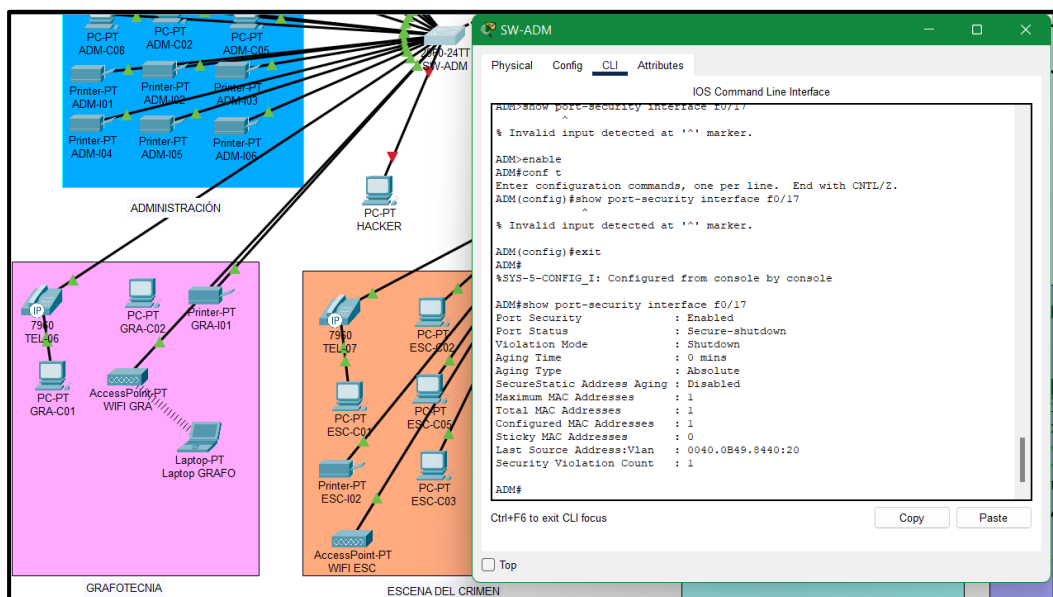 PC-PT
ADM-C08
PC-PT
ADM-C02
PC-PT
ADM-C05
2960-24TT
SW-ADM
Printer-PT
ADM-I01
Printer-PT
ADM-I02
Printer-PT
ADM-I03
Printer-PT
ADM-I04
Printer-PT
ADM-I05
Printer-PT
ADM-I06
ADMINISTRACIÓN
PC-PT
HACKER
IP
7960
TEL-06
PC-PT
GRA-C02
Printer-PT
GRA-I01
PC-PT
GRA-C01
AccessPoint-PT
WIFI GRA
Laptop-PT
Laptop GRAFO
GRAFOTECNIA
IP
7960
TEL-07
PC-PT
ESC-C02
PC-PT
ESC-C01
PC-PT
ESC-C05
Printer-PT
ESC-I02
PC-PT
ESC-C03
AccessPoint-PT
WIFI ESC
ESCENA DEL CRIMEN
SW-ADM
Physical Config CLI Attributes
IOS Command Line Interface
ADM>show port-security interface f0/17
^
% Invalid input detected at '^' marker.
ADM>enable
ADM#conf t
Enter configuration commands, one per line. End with CNTL/Z.
ADM(config)#show port-security interface f0/17
^
% Invalid input detected at '^' marker.
ADM(config)#exit
ADM#
%SYS-5-CONFIG_I: Configured from console by console
ADM#show port-security interface f0/17
Port Security : Enabled
Port Status : Secure-shutdown
Violation Mode : Shutdown
Aging Time : 0 mins
Aging Type : Absolute
SecureStatic Address Aging : Disabled
Maximum MAC Addresses : 1
Total MAC Addresses : 1
Configured MAC Addresses : 1
Sticky MAC Addresses : 0
Last Source Address:Vlan : 0040.0B49.8440:20
Security Violation Count : 1
ADM#
Ctrl+F6 to exit CLI focus
Copy
Paste
Top